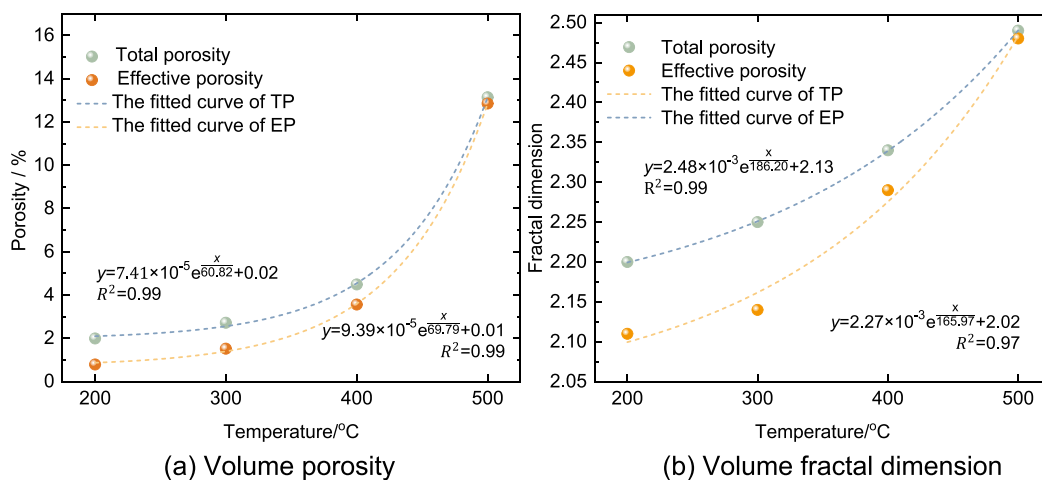 16
14
12
10
8
6
4
2
0
Porosity / %
Total porosity
Effective porosity
The fitted curve of TP
The fitted curve of EP
y=7.41×10⁻⁵e^(x/60.82)+0.02
R²=0.99
y=9.39×10⁻⁵e^(x/69.79)+0.01
R²=0.99
200 300 400 500
Temperature/°C
(a) Volume porosity
2.50
2.45
2.40
2.35
2.30
2.25
2.20
2.15
2.10
2.05
Fractal dimension
Total porosity
Effective porosity
The fitted curve of TP
The fitted curve of EP
y=2.48×10⁻³e^(x/186.20)+2.13
R²=0.99
y=2.27×10⁻³e^(x/165.97)+2.02
R²=0.97
200 300 400 500
Temperature/°C
(b) Volume fractal dimension